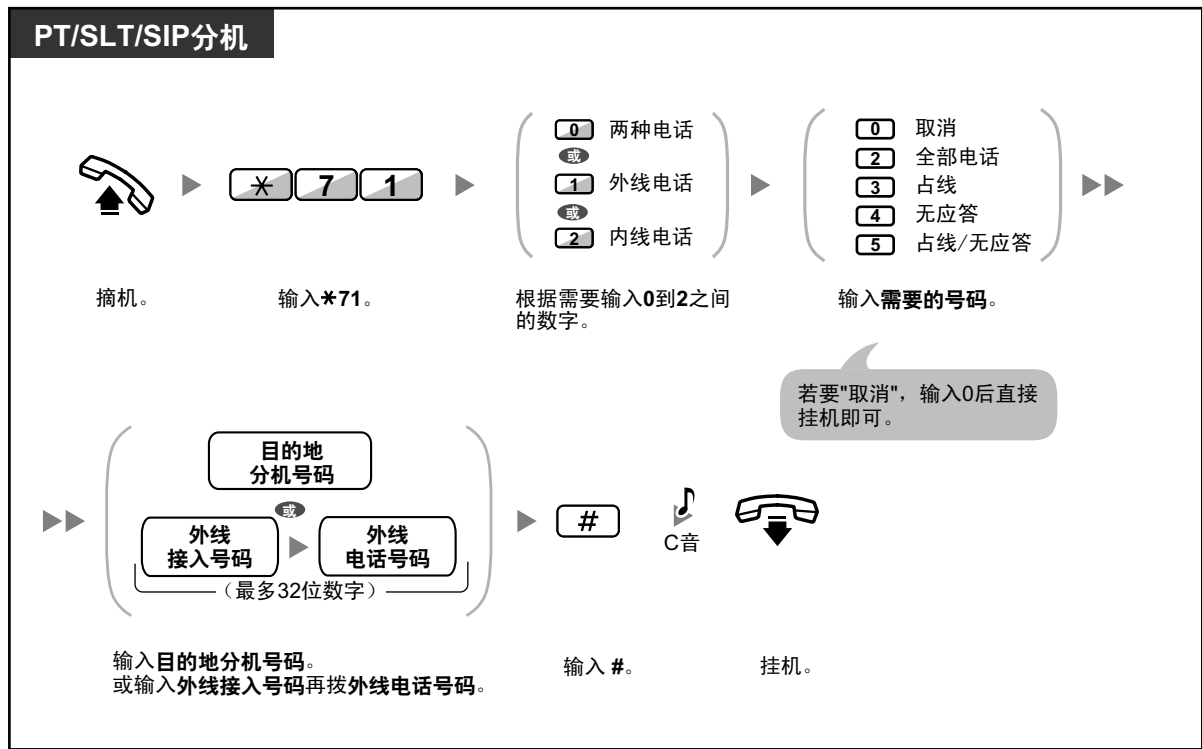 PT/SLT/SIP分机
0 两种电话
或
1 外线电话
或
2 内线电话
0 取消
2 全部电话
3 占线
4 无应答
5 占线/无应答
* 7 1
摘机。
输入*71。
根据需要输入0到2之间
的数字。
输入需要的号码。
若要"取消"，输入0后直接
挂机即可。
目的地
分机号码
或
外线
接入号码
外线
电话号码
（最多32位数字）
#
C音
输入目的地分机号码。
或输入外线接入号码再拨外线电话号码。
输入 #。
挂机。